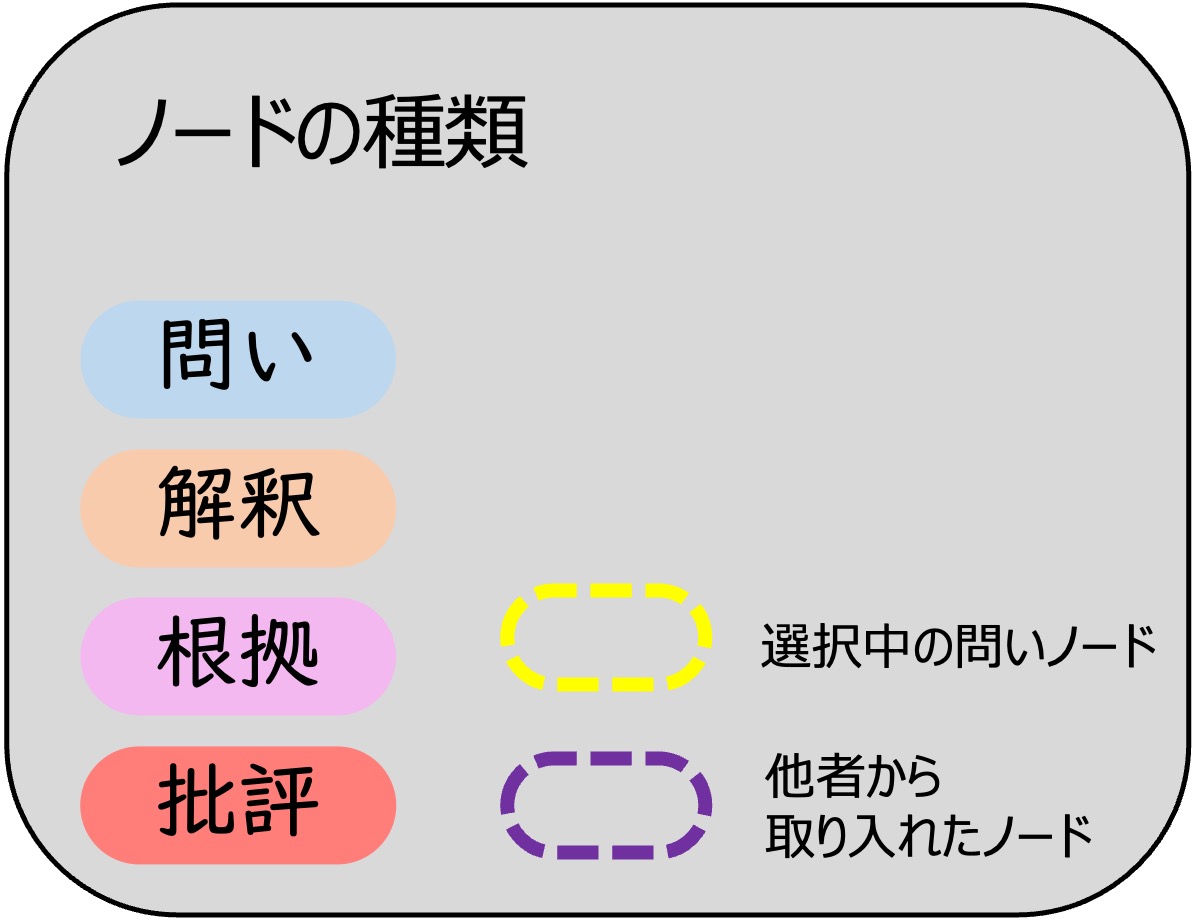 ノードの種類
問い
解釈
根拠
選択中の問いノード
批評
他者から
取り入れたノード